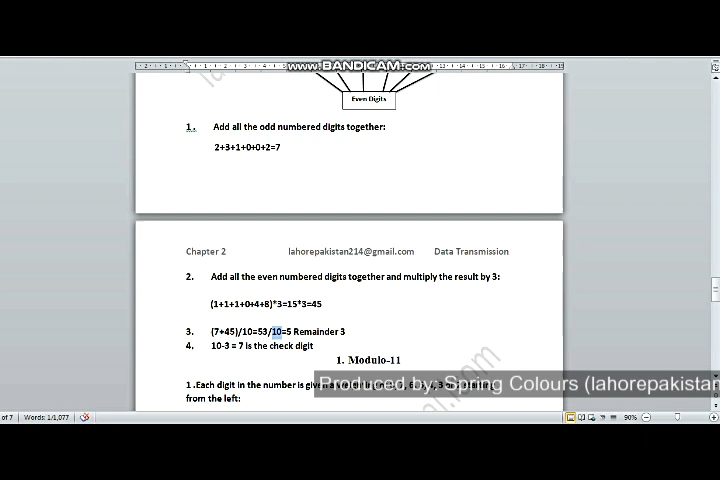 www.BANDICAM.com
Even Digits
1. Add all the odd numbered digits together:
2+3+1+0+0+2=7
Chapter 2 lahorepakistan214@gmail.com Data Transmission
2. Add all the even numbered digits together and multiply the result by 3:
(1+1+1+0+4+8)*3=15*3=45
3. (7+45)/10=53/10=5 Remainder 3
4. 10-3 = 7 is the check digit
1. Modulo-11
1.Each digit in the number is given a
from the left:
Produced by: Spring Colours (lahorepakistan
of 7 Words: 1/1,077 90%